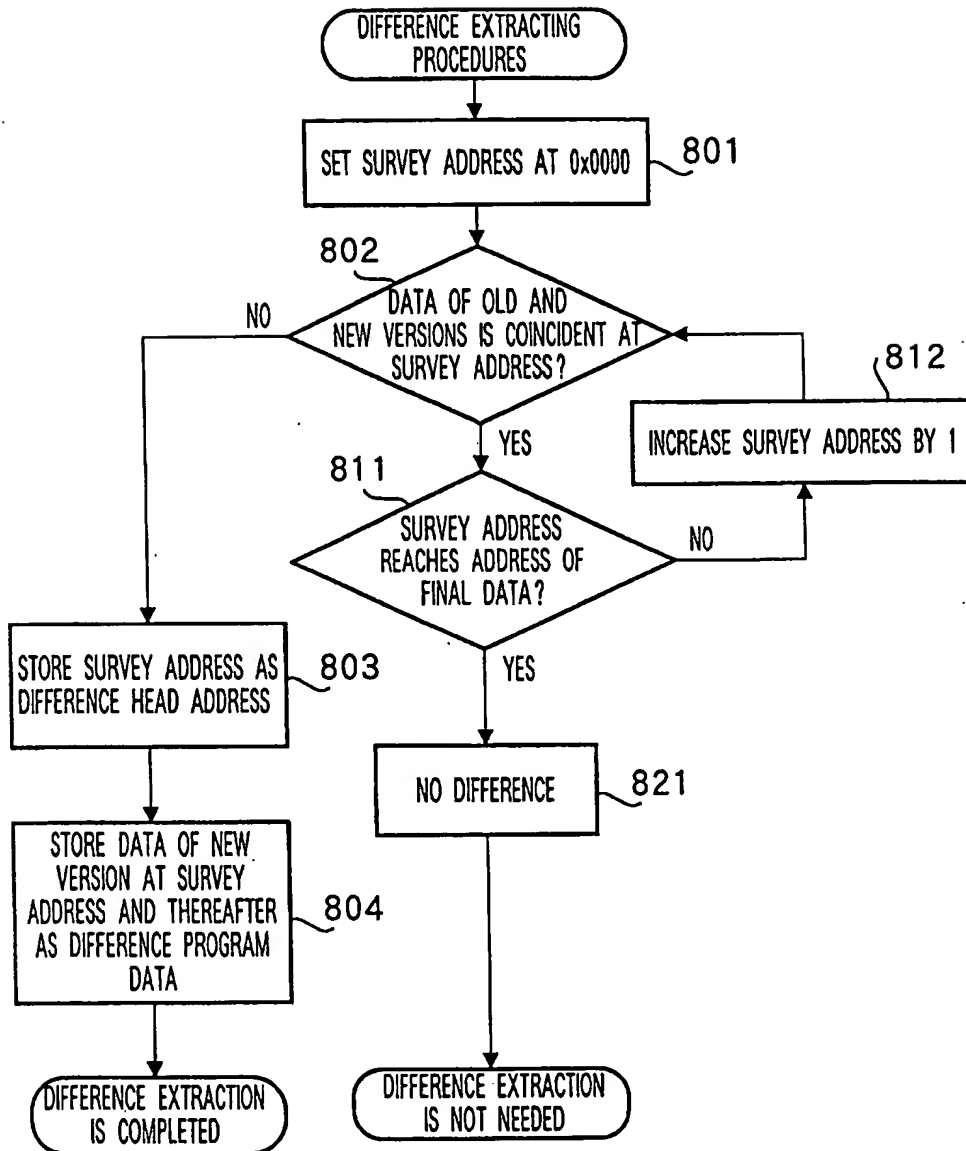 DIFFERENCE EXTRACTING
PROCEDURES
SET SURVEY ADDRESS AT 0x0000
801
802
DATA OF OLD AND
NEW VERSIONS IS COINCIDENT AT
SURVEY ADDRESS?
NO
YES
812
INCREASE SURVEY ADDRESS BY 1
811
SURVEY ADDRESS
REACHES ADDRESS OF
FINAL DATA?
NO
YES
STORE SURVEY ADDRESS AS
DIFFERENCE HEAD ADDRESS
803
NO DIFFERENCE
821
STORE DATA OF NEW
VERSION AT SURVEY
ADDRESS AND THEREAFTER
AS DIFFERENCE PROGRAM
DATA
804
DIFFERENCE EXTRACTION
IS COMPLETED
DIFFERENCE EXTRACTION
IS NOT NEEDED